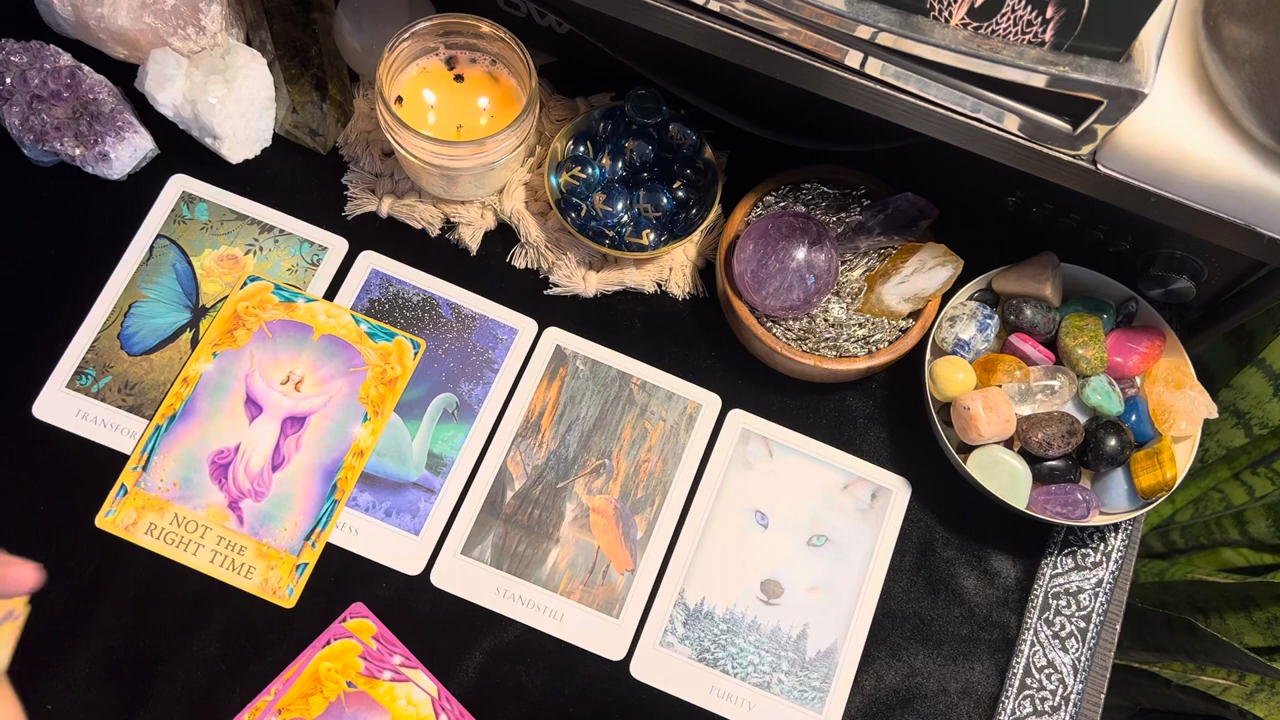 TRANSFOR
NESS
NOT THE
RIGHT TIME
STANDSTILL
PURITY